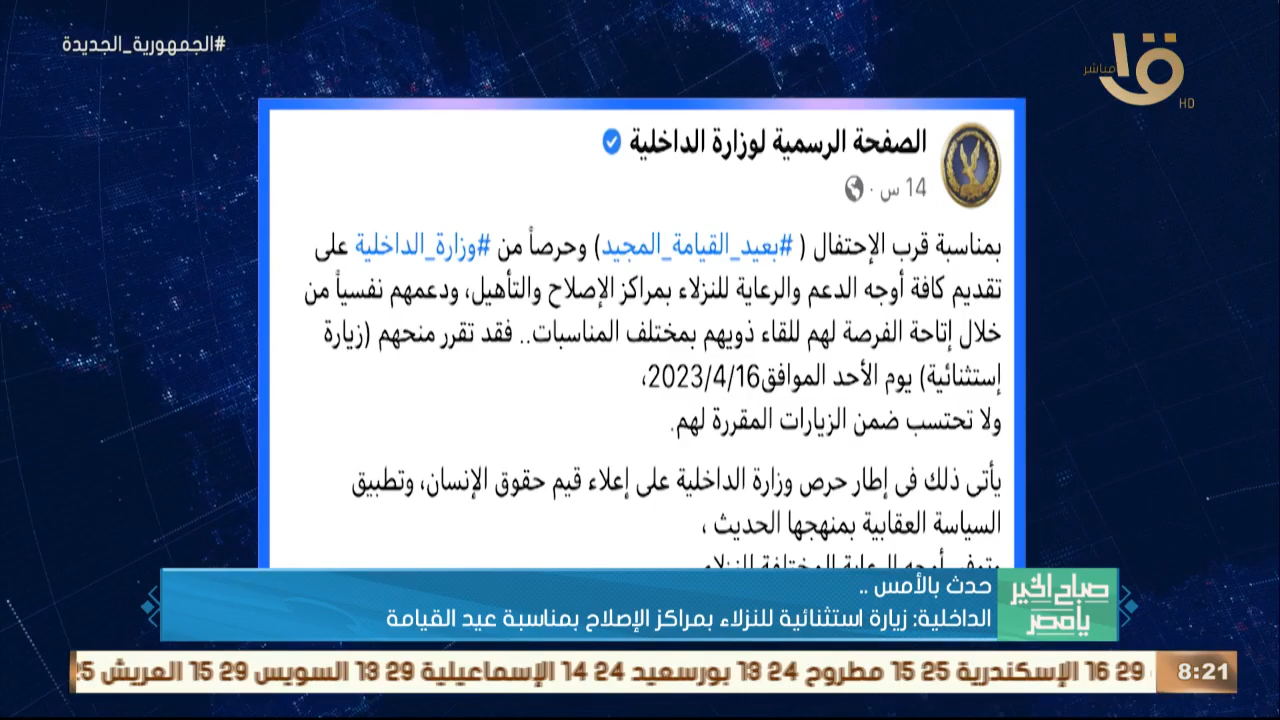 #الجمهورية_الجديدة
مباشر
HD
الصفحة الرسمية لوزارة الداخلية
14 س ·
بمناسبة قرب الإحتفال ( #بعيد_القيامة_المجيد) وحرصاً من #وزارة_الداخلية على
تقديم كافة أوجه الدعم والرعاية للنزلاء بمراكز الإصلاح والتأهيل، ودعمهم نفسياً من
خلال إتاحة الفرصة لهم للقاء ذويهم بمختلف المناسبات.. فقد تقرر منحهم (زيارة
إستثنائية) يوم الأحد الموافق2023/4/16،
ولا تحتسب ضمن الزيارات المقررة لهم.
يأتى ذلك فى إطار حرص وزارة الداخلية على إعلاء قيم حقوق الإنسان، وتطبيق
السياسة العقابية بمنهجها الحديث ،
صباح الخير
يا مصر
حدث بالأمس ..
الداخلية: زيارة استثنائية للنزلاء بمراكز الإصلاح بمناسبة عيد القيامة
8:21
29 16 الإسكندرية 25 15 مطروح 24 13 بورسعيد 24 14 الإسماعيلية 29 13 السويس 29 15 العريش 25